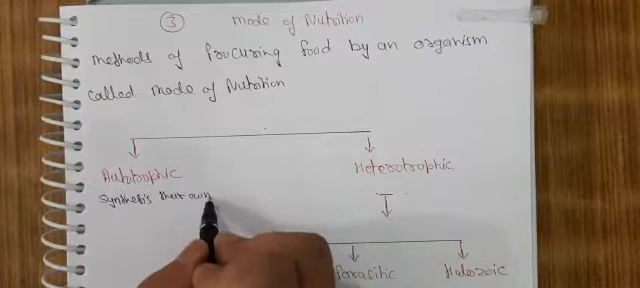 3 mode of Nutrition
methods of Procuring food by an organism
called mode of Nutrition
Autotrophic Heterotrophic
Synthesis their own
Parasitic Holozoic